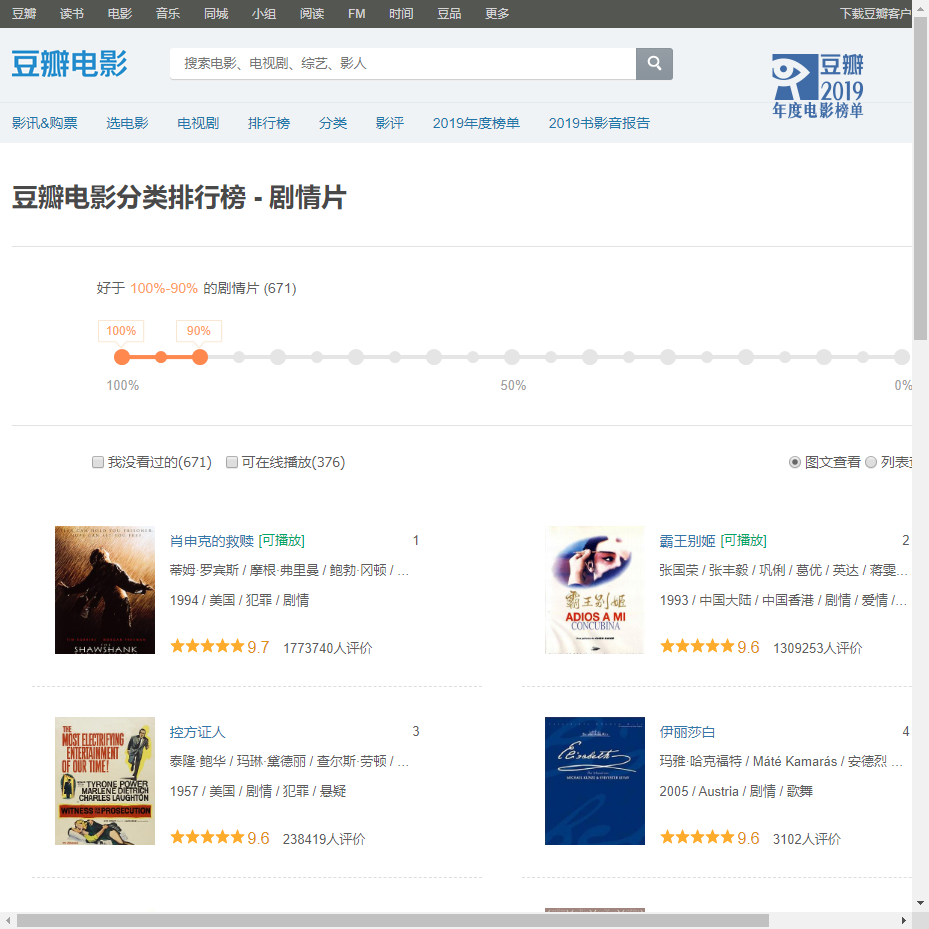 豆瓣 读书 电影 音乐 同城 小组 阅读 FM 时间 豆品 更多 下载豆瓣客户
豆瓣电影
搜索电影、电视剧、综艺、影人
豆瓣
2019
年度电影榜单
影讯&购票 选电影 电视剧 排行榜 分类 影评 2019年度榜单 2019书影音报告
豆瓣电影分类排行榜 - 剧情片
好于 100%-90% 的剧情片 (671)
100% 90%
100% 50% 0%
我没看过的(671) 可在线播放(376) 图文查看 列表
肖申克的救赎 [可播放] 1
蒂姆·罗宾斯 / 摩根·弗里曼 / 鲍勃·冈顿 / ...
1994 / 美国 / 犯罪 / 剧情
9.7 1773740人评价
SHAWSHANK
霸王别姬 [可播放] 2
张国荣 / 张丰毅 / 巩俐 / 葛优 / 英达 / 蒋雯...
1993 / 中国大陆 / 中国香港 / 剧情 / 爱情 /...
9.6 1309253人评价
霸王别姬
ADIOS A MI
CONCUBINA
控方证人 3
泰隆·鲍华 / 玛琳·黛德丽 / 查尔斯·劳顿 / ...
1957 / 美国 / 剧情 / 犯罪 / 悬疑
9.6 238419人评价
THE
MOST ELECTRIFYING
ENTERTAINMENT
OF OUR TIME!
TYRONE POWER
MARLENE DIETRICH
CHARLES LAUGHTON
WITNESS FOR THE PROSECUTION
伊丽莎白 4
玛雅·哈克福特 / Máté Kamarás / 安德烈 ...
2005 / Austria / 剧情 / 歌舞
9.6 3102人评价
Elisabeth